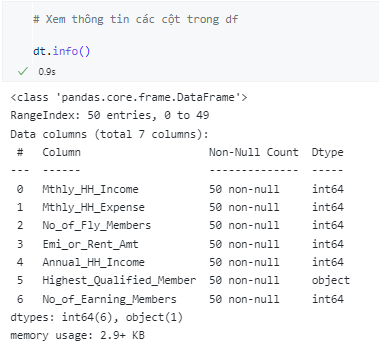 # Xem thông tin các cột trong df
dt.info()
✓ 0.9s
<class 'pandas.core.frame.DataFrame'>
RangeIndex: 50 entries, 0 to 49
Data columns (total 7 columns):
 #   Column                    Non-Null Count  Dtype
---  ------                    --------------  -----
 0   Mthly_HH_Income           50 non-null     int64
 1   Mthly_HH_Expense          50 non-null     int64
 2   No_of_Fly_Members         50 non-null     int64
 3   Emi_or_Rent_Amt           50 non-null     int64
 4   Annual_HH_Income          50 non-null     int64
 5   Highest_Qualified_Member  50 non-null     object
 6   No_of_Earning_Members     50 non-null     int64
dtypes: int64(6), object(1)
memory usage: 2.9+ KB